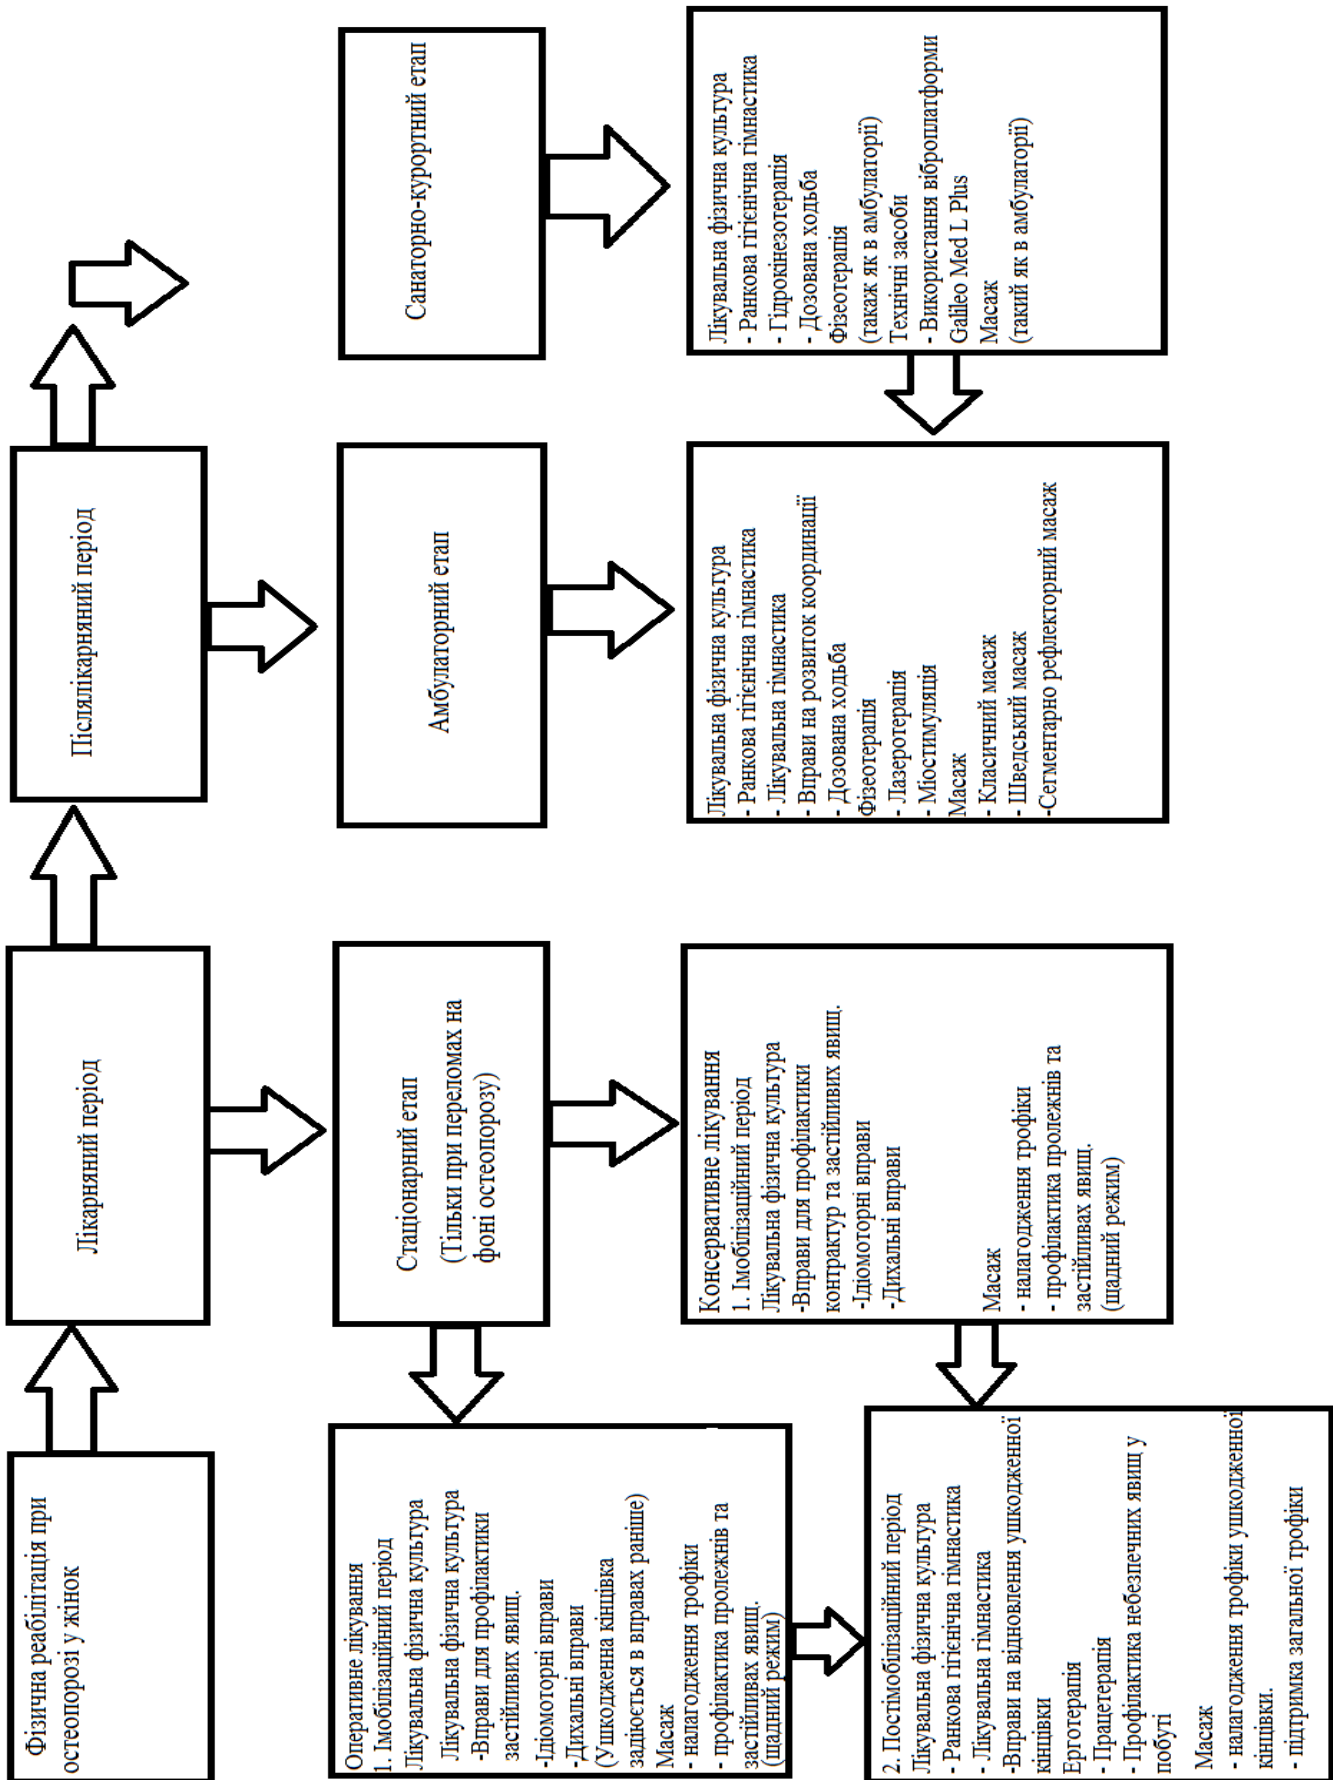 Фізична реабілітація при
остеопорозі у жінок
Лікарняний період
Післялікарняний період
Стаціонарний етап
(Тільки при переломах на
фоні остеопорозу)
Амбулаторний етап
Санаторно-курортний етап
Оперативне лікування
1. Імобілізаційний період
Лікувальна фізична культура
Лікувальна фізична культура
-Вправи для профілактики
застійливих явищ.
-Ідіомоторні вправи
-Дихальні вправи
(Ушкодженна кінцівка
задіюється в вправах раніше)
Масаж
- налагодження трофіки
- профілактика пролежнів та
застійливах явищ.
(щадний режим)
Консервативне лікування
1. Імобілізаційний період
Лікувальна фізична культура
-Вправи для профілактики
контрактур та застійливих явищ.
-Ідіомоторні вправи
-Дихальні вправи
Масаж
- налагодження трофіки
- профілактика пролежнів та
застійливах явищ.
(щадний режим)
2. Постімобілізаційний період
Лікувальна фізична культура
- Ранкова гігієнічна гімнастика
- Лікувальна гімнастика
-Вправи на відновлення ушкодженної
кінцівки
Ерготерапія
- Працетерапія
- Профілактика небезпечних явищ у
побуті
Масаж
- налагодження трофіки ушкодженної
кінцівки.
- підтримка загальної трофіки
Лікувальна фізична культура
- Ранкова гігієнічна гімнастика
- Лікувальна гімнастика
- Вправи на розвиток координації
- Дозована ходьба
Фізеотерапія
- Лазеротерапія
- Міостимуляція
Масаж
- Класичний масаж
- Шведський масаж
-Сегментарно рефлекторний масаж
Лікувальна фізична культура
- Ранкова гігієнічна гімнастика
- Гідрокінезотерапія
- Дозована ходьба
Фізеотерапія
(такаж як в амбулаторії)
Технічні засоби
- Використання віброплатформи
Galileo Med L Plus
Масаж
(такий як в амбулаторії)